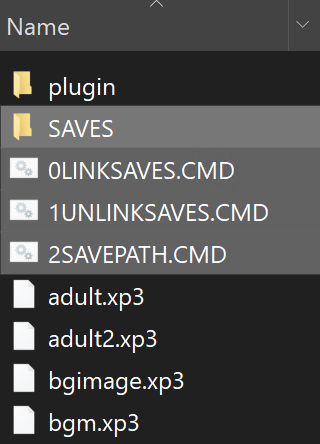 Name
plugin
SAVES
0LINKSAVES.CMD
1UNLINKSAVES.CMD
2SAVEPATH.CMD
adult.xp3
adult2.xp3
bgimage.xp3
bgm.xp3